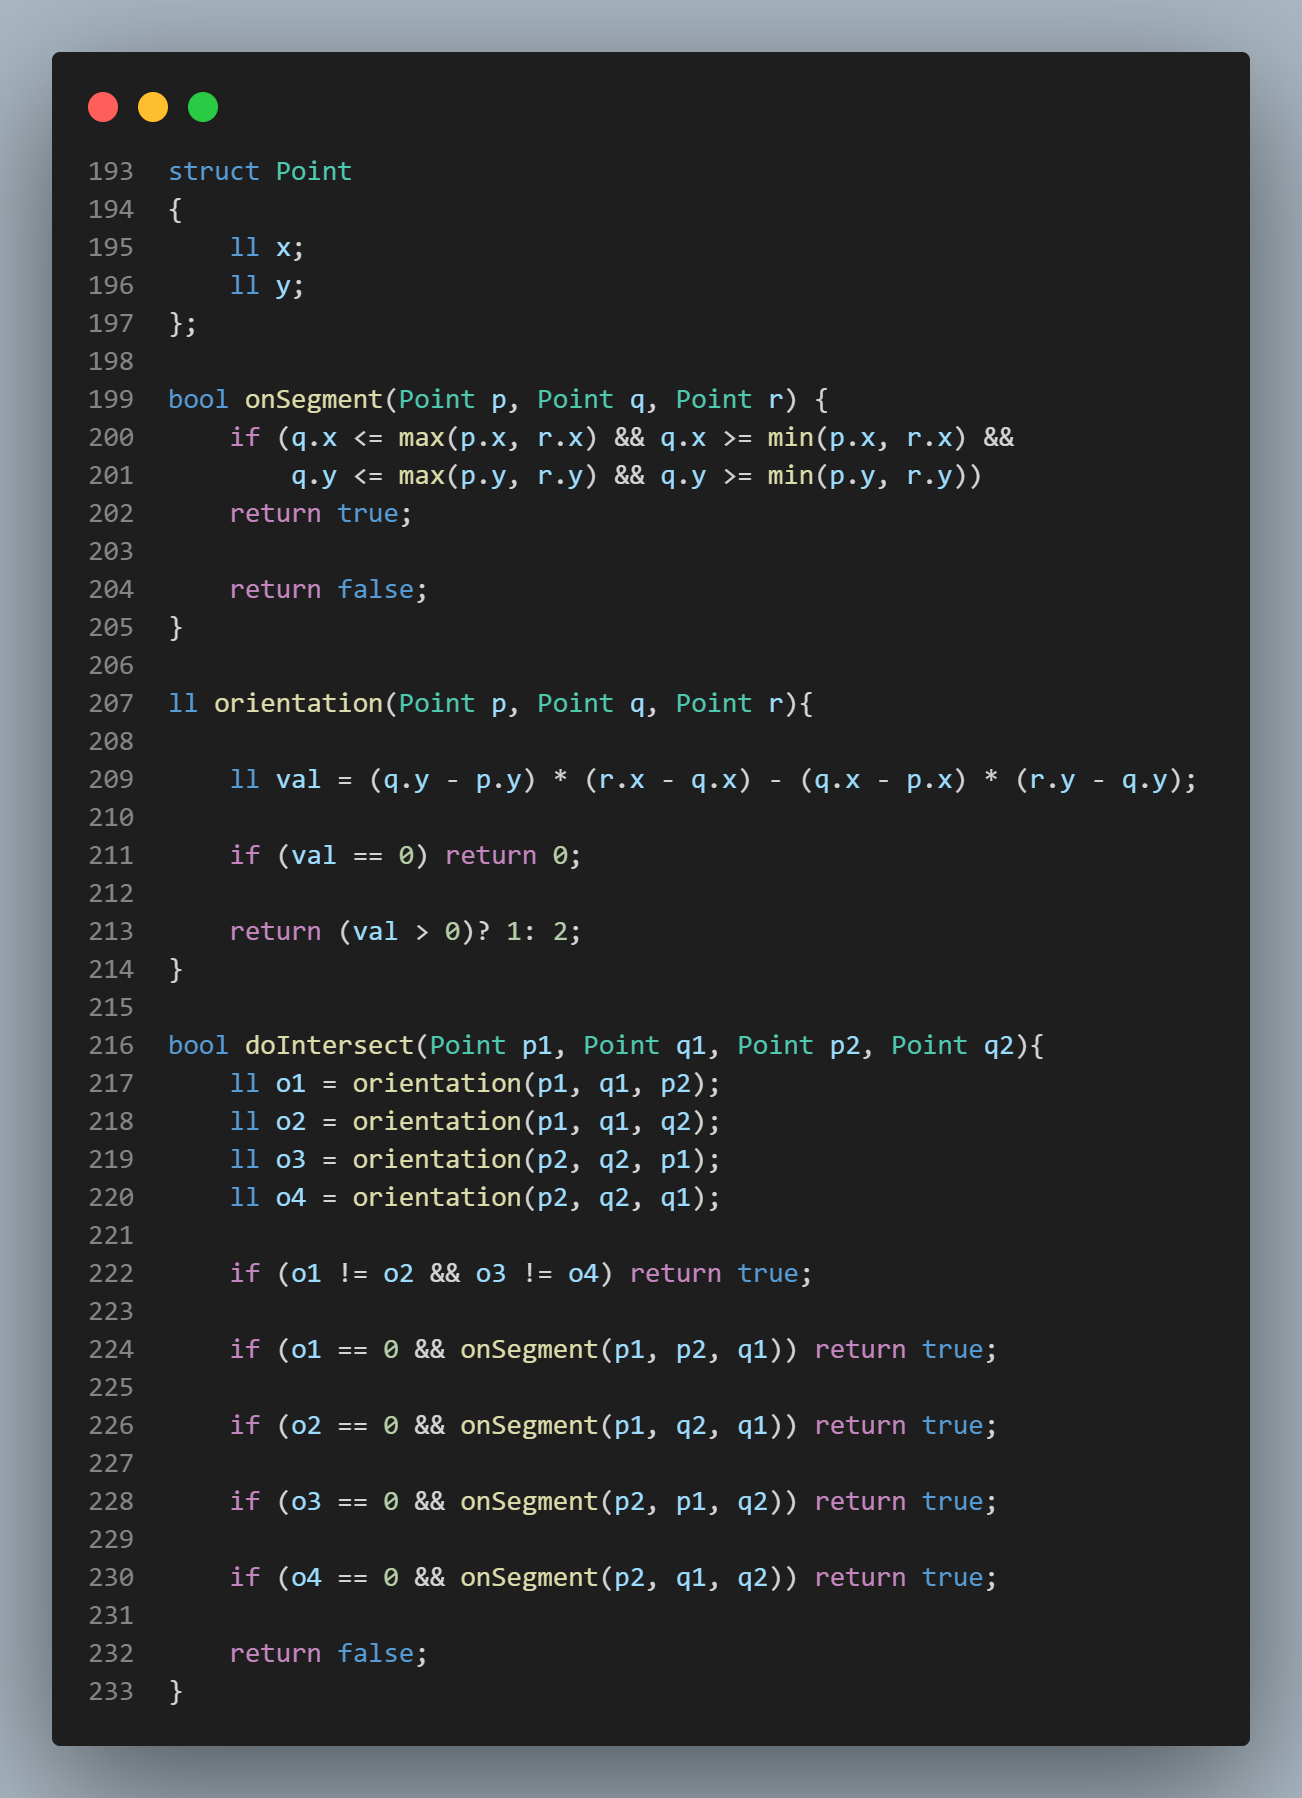 193 struct Point
194 {
195     ll x;
196     ll y;
197 };
198
199 bool onSegment(Point p, Point q, Point r) {
200     if (q.x <= max(p.x, r.x) && q.x >= min(p.x, r.x) &&
201         q.y <= max(p.y, r.y) && q.y >= min(p.y, r.y))
202     return true;
203
204     return false;
205 }
206
207 ll orientation(Point p, Point q, Point r){
208
209     ll val = (q.y - p.y) * (r.x - q.x) - (q.x - p.x) * (r.y - q.y);
210
211     if (val == 0) return 0;
212
213     return (val > 0)? 1: 2;
214 }
215
216 bool doIntersect(Point p1, Point q1, Point p2, Point q2){
217     ll o1 = orientation(p1, q1, p2);
218     ll o2 = orientation(p1, q1, q2);
219     ll o3 = orientation(p2, q2, p1);
220     ll o4 = orientation(p2, q2, q1);
221
222     if (o1 != o2 && o3 != o4) return true;
223
224     if (o1 == 0 && onSegment(p1, p2, q1)) return true;
225
226     if (o2 == 0 && onSegment(p1, q2, q1)) return true;
227
228     if (o3 == 0 && onSegment(p2, p1, q2)) return true;
229
230     if (o4 == 0 && onSegment(p2, q1, q2)) return true;
231
232     return false;
233 }